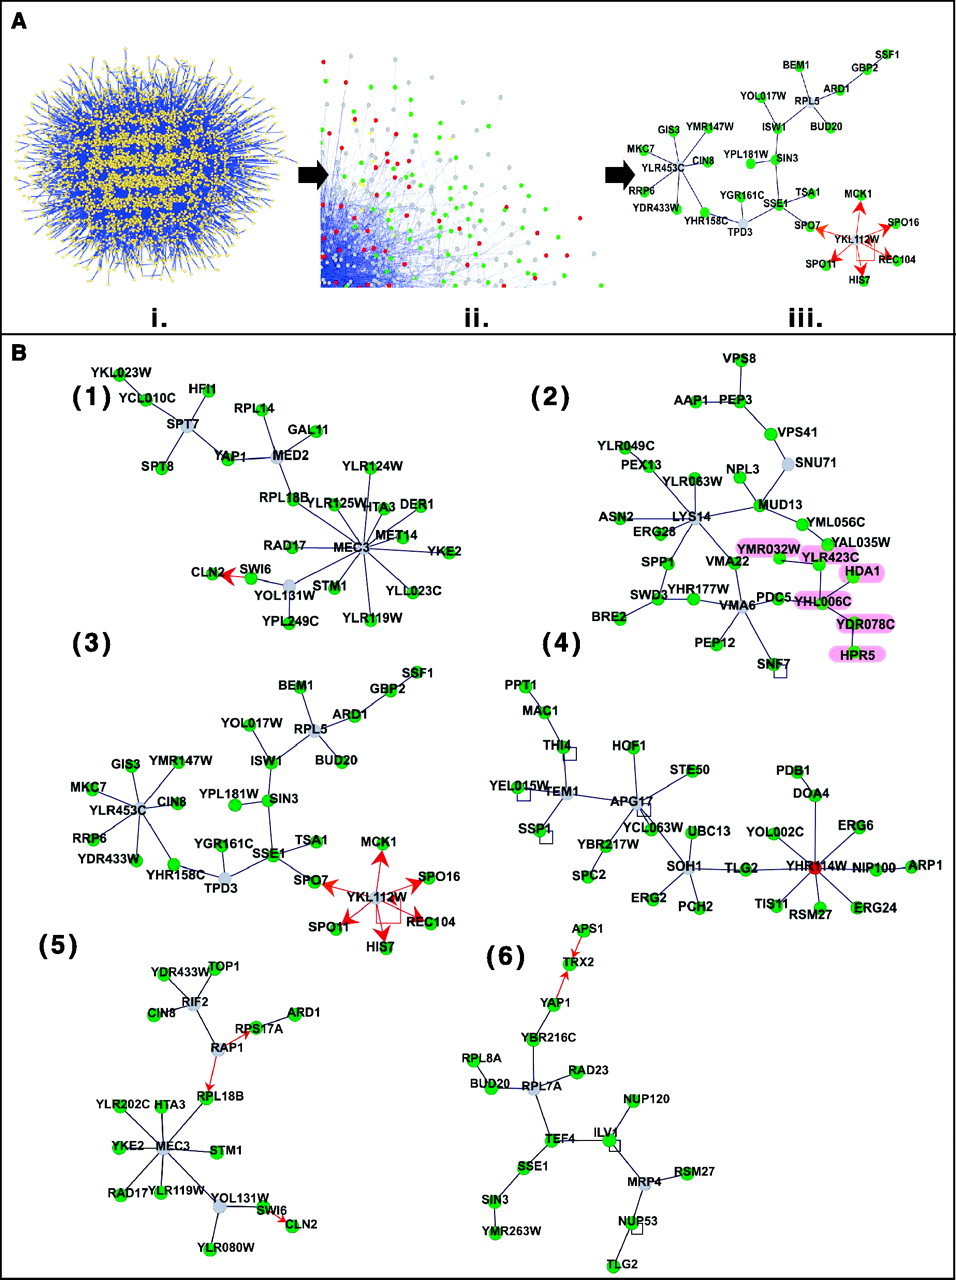 A
SSF1
BEM1
GBP2
ARD1
YOL017W
RPL5
GIS3
YMR147W
ISW1
BUD20
MKC7
CIN8
YPL181W
SIN3
YLR453C
RRP6
YGR161C
TSA1
MCK1
YDR433W
SSE1
YHR158C
TPD3
SPO7
SPO16
YKL112W
SPO11
REC104
HIS7
i.
ii.
iii.
B
(1)
YKL023W
YCL010C
HFI1
SPT7
RPL14
GAL11
SPT8
YAP1
MED2
YLR124W
RPL18B
YLR125W
HTA3
DER1
MET14
RAD17
MEC3
YKE2
CLN2
SWI6
YOL131W
STM1
YLL023C
YPL249C
YLR119W
(2)
VPS8
AAP1
PEP3
VPS41
YLR049C
PEX13
SNU71
YLR063W
NPL3
ASN2
LYS14
MUD13
ERG28
YML056C
YAL035W
YMR032W
YLR423C
SPP1
VMA22
HDA1
SWD3
YHR177W
PDC5
YHL006C
BRE2
VMA6
YDR078C
PEP12
HPR5
SNF7
(3)
SSF1
BEM1
GBP2
ARD1
YOL017W
RPL5
GIS3
YMR147W
ISW1
BUD20
MKC7
YPL181W
SIN3
YLR453C
CIN8
RRP6
YGR161C
TSA1
MCK1
YDR433W
SSE1
YHR158C
TPD3
SPO7
SPO16
YKL112W
SPO11
REC104
HIS7
(4)
PPT1
MAC1
THI4
HOF1
YEL015W
TEM1
STE50
APG17
PDB1
DOA4
SSP1
YCL063W
UBC13
YOL002C
ERG6
YBR217W
SPC2
SOH1
TLG2
YHR114W
NIP100
ARP1
ERG2
PCH2
TIS11
RSM27
ERG24
(5)
YDR433W
TOP1
CIN8
RIF2
ARD1
RPS17A
RAP1
RPL18B
YLR202C
HTA3
YKE2
MEC3
STM1
RAD17
YLR119W
YOL131W
SWI6
CLN2
YLR080W
(6)
APS1
TRX2
YAP1
YBR216C
RPL8A
BUD20
RPL7A
RAD23
NUP120
TEF4
ILV1
SSE1
MRP4
RSM27
SIN3
NUP53
YMR263W
TLG2